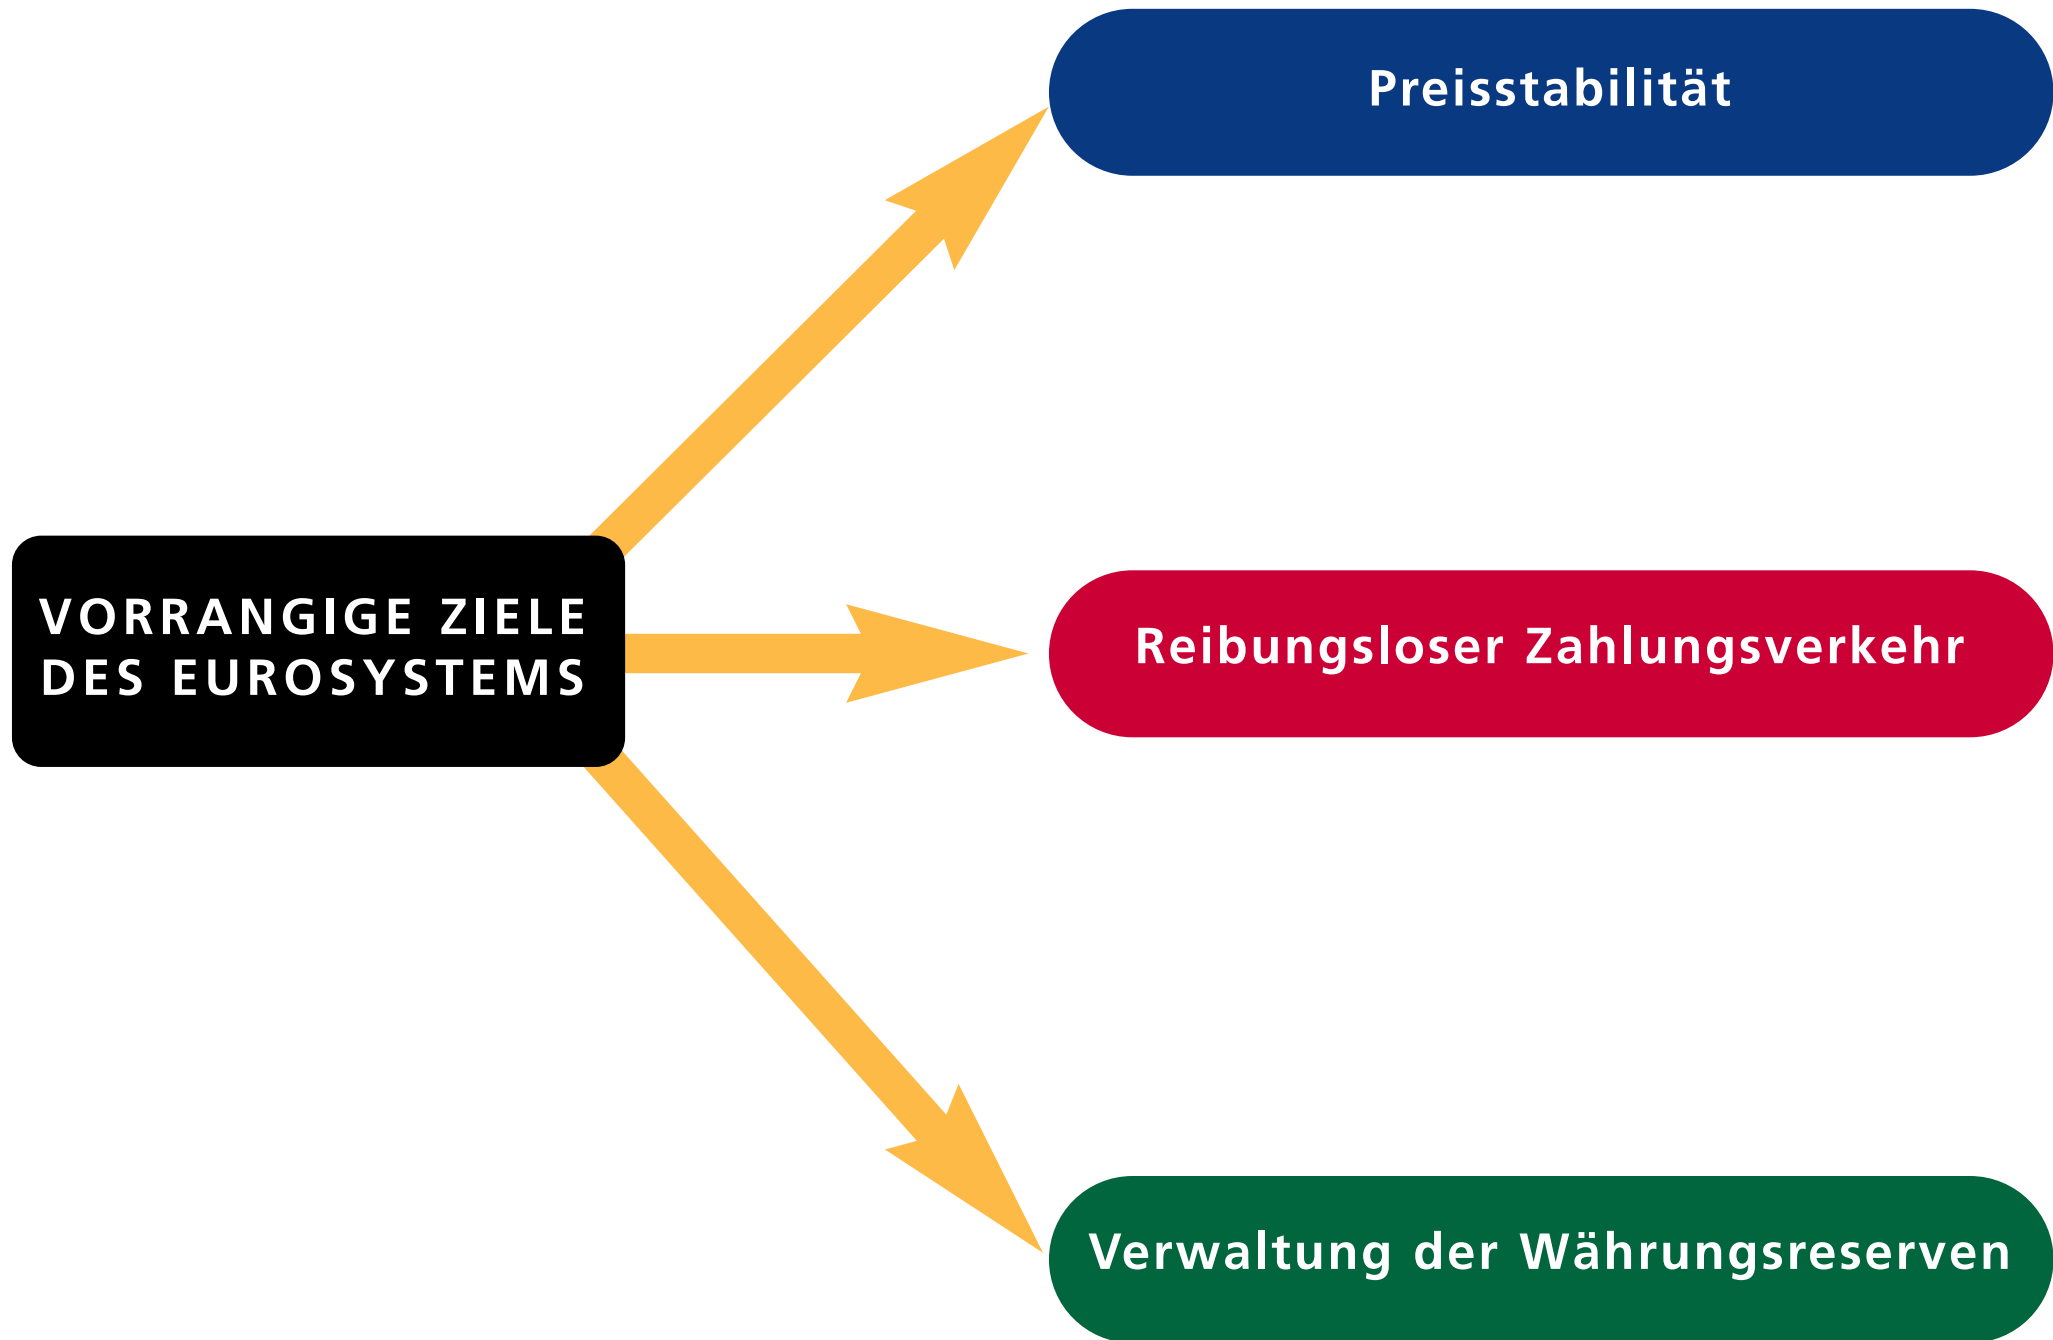 Preisstabilität
VORRANGIGE ZIELE
DES EUROSYSTEMS
Reibungsloser Zahlungsverkehr
Verwaltung der Währungsreserven